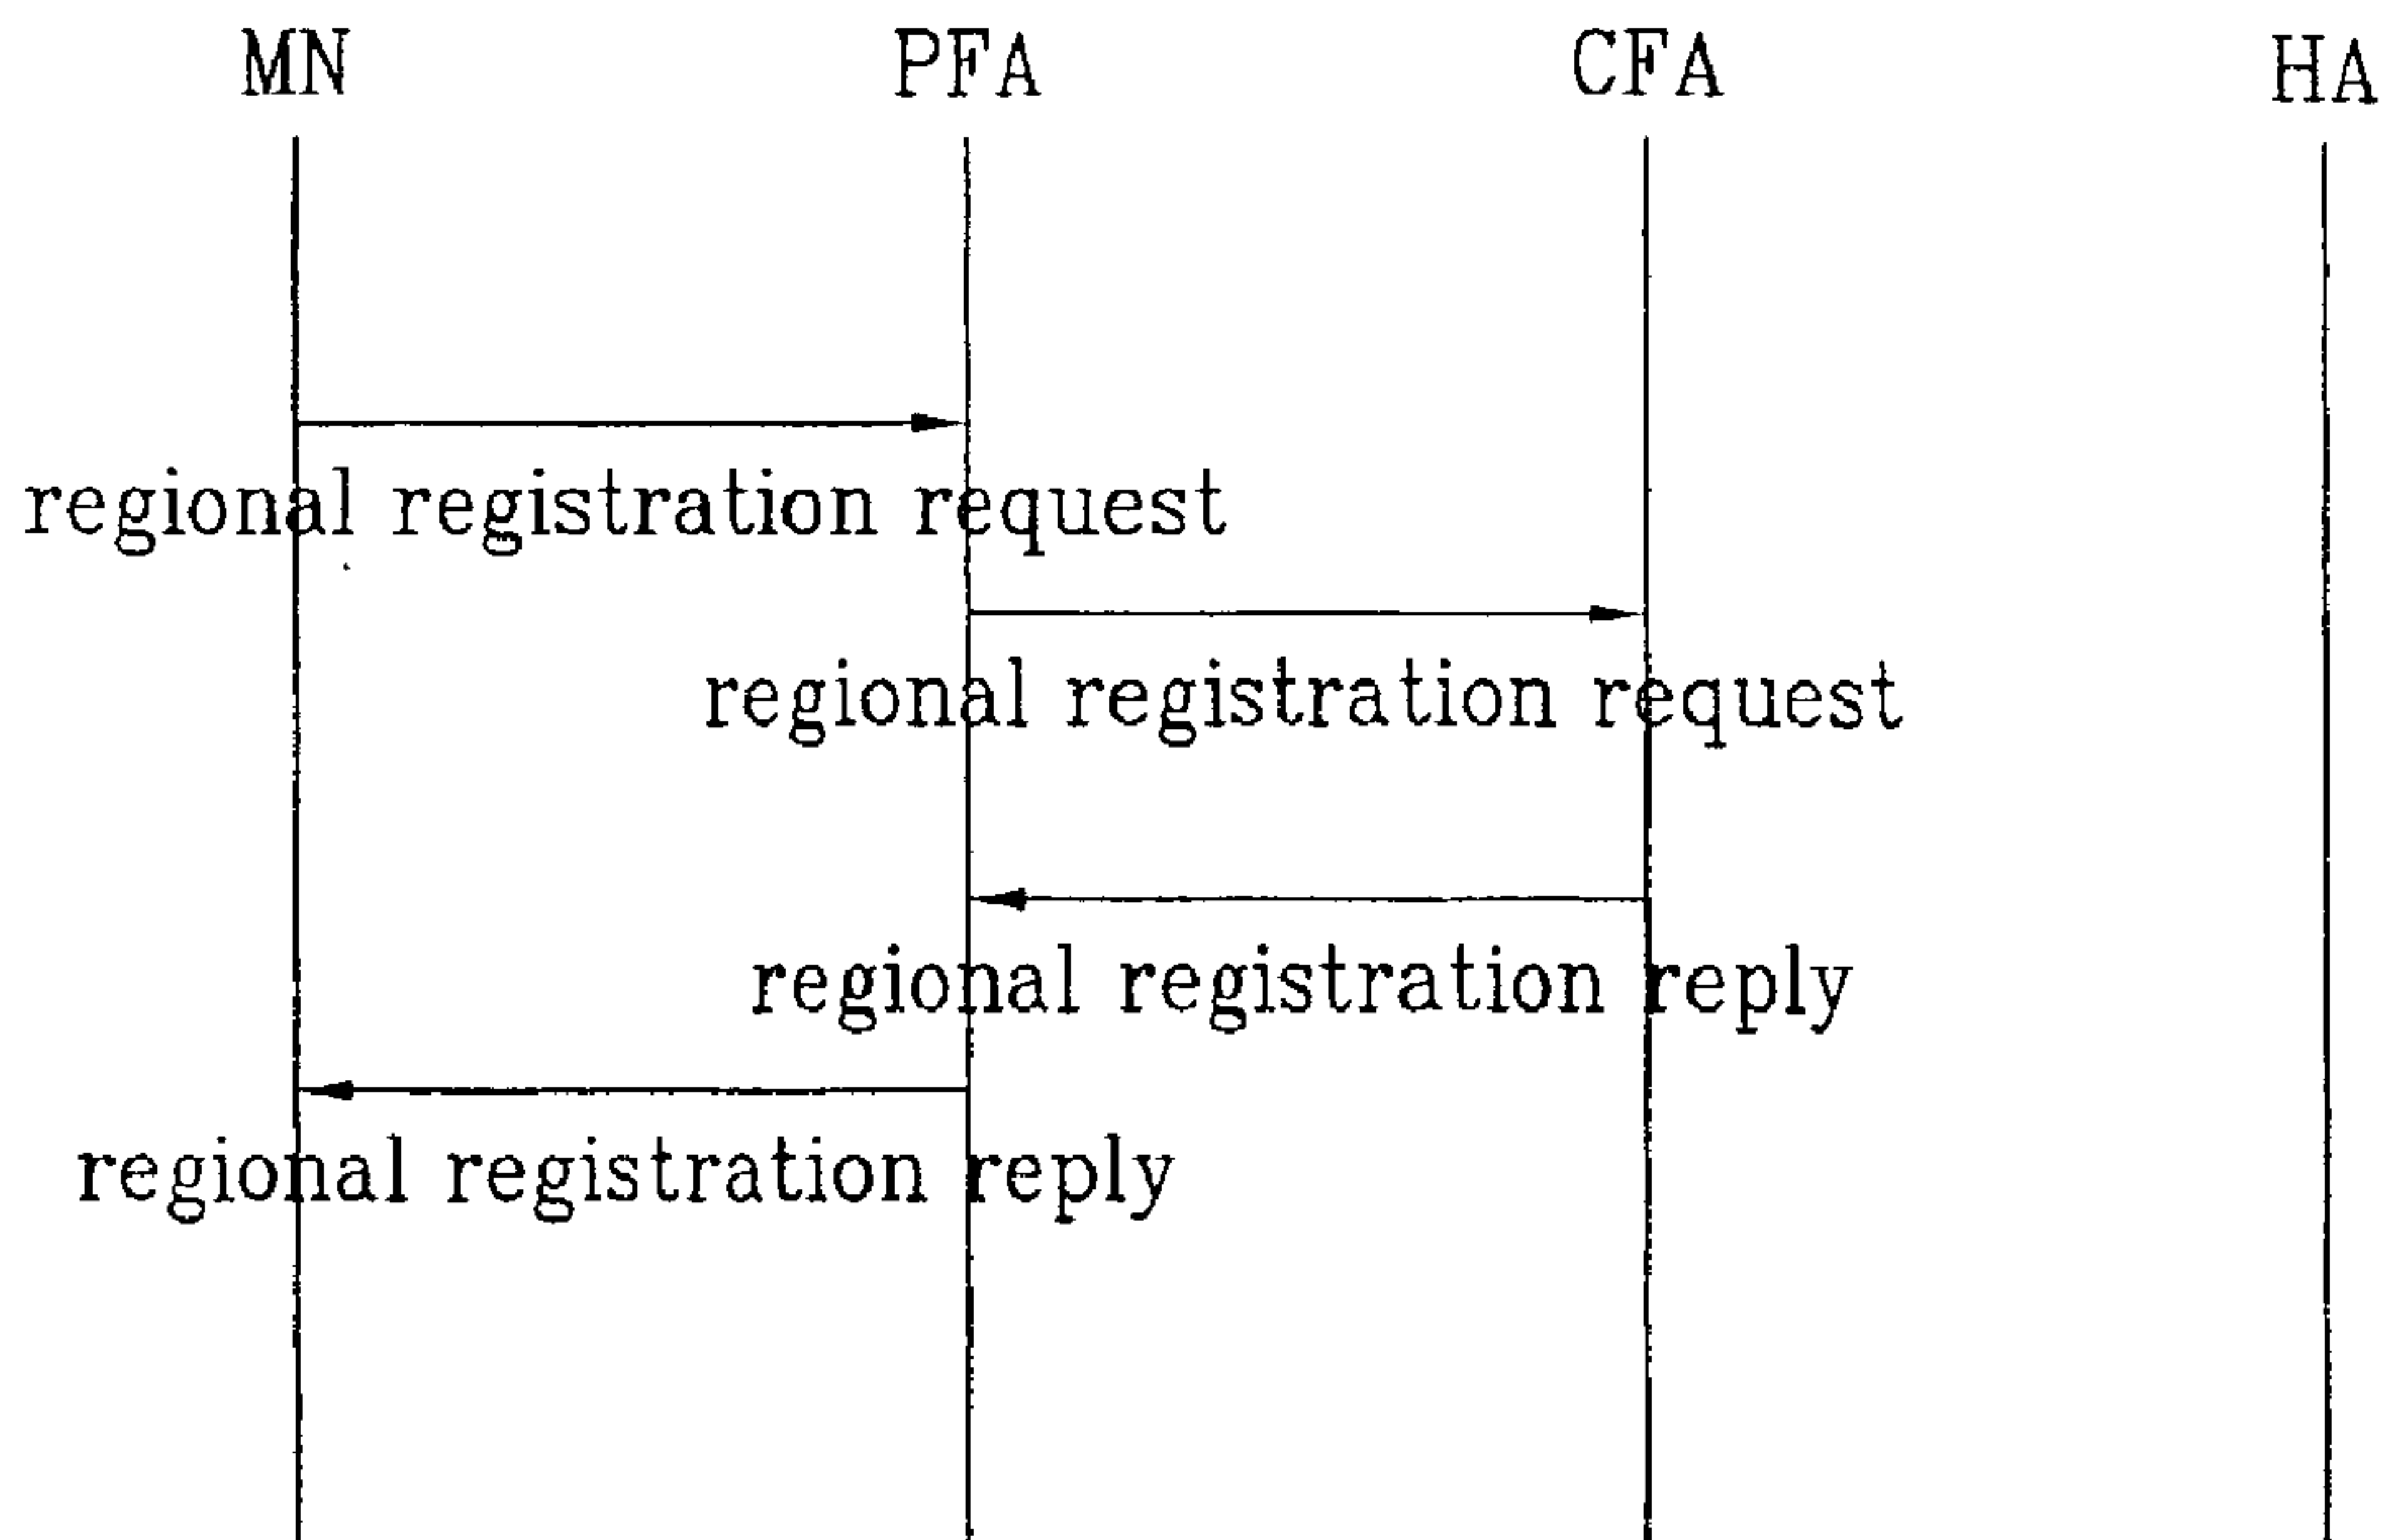 MN PFA CFA HA
regional registration request
regional registration request
regional registration reply
regional registration reply